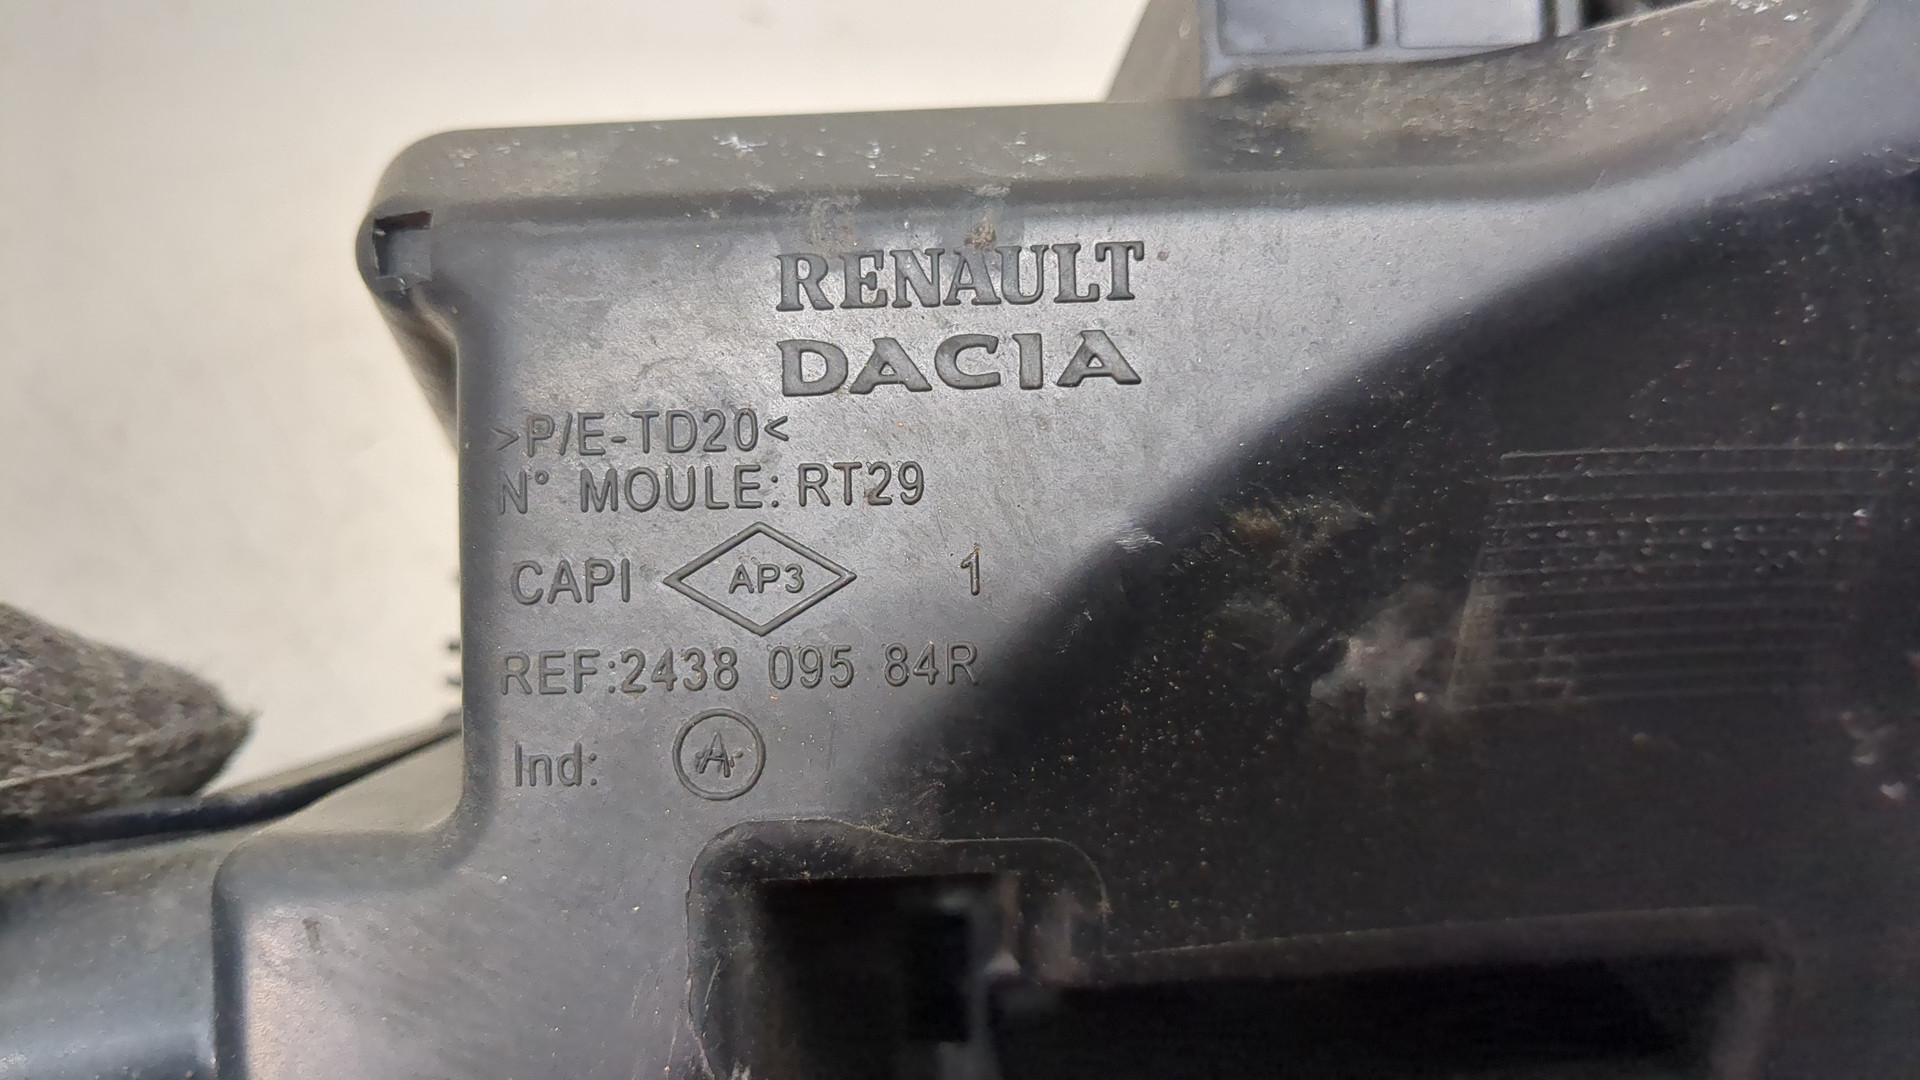 RENAULT
DACIA
>P/E-TD20<
N° MOULE: RT29
CAPI AP3 1
REF:2438 095 84R
Ind: A